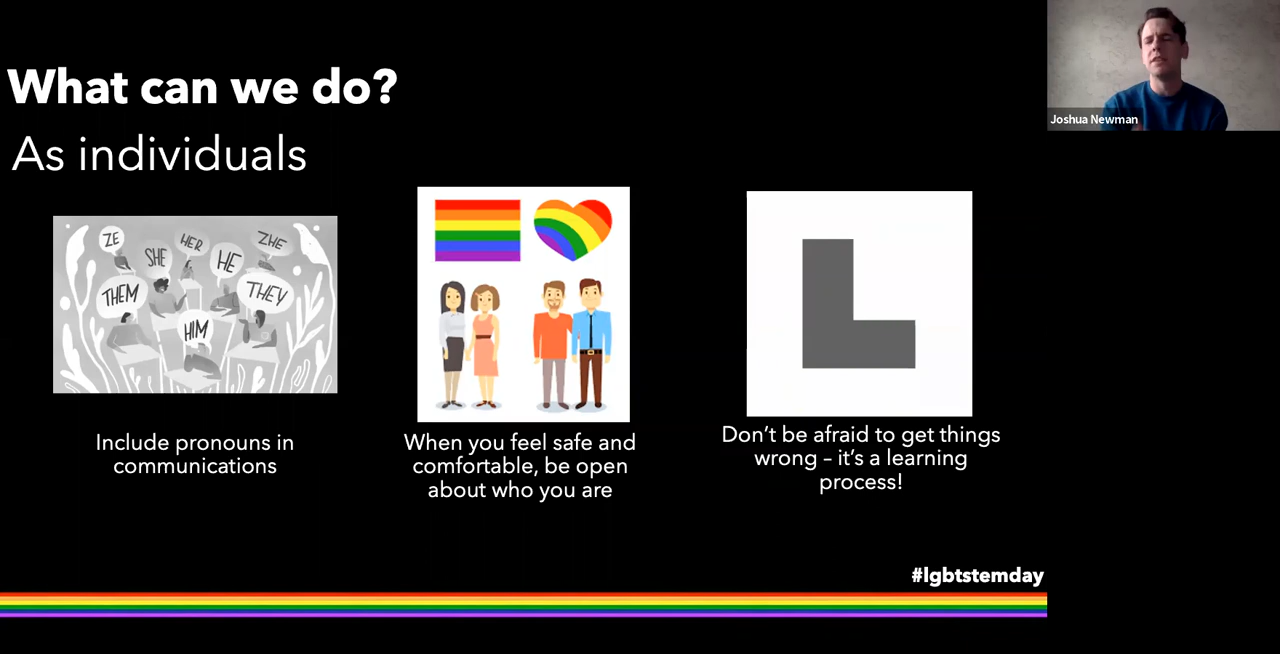 What can we do?
As individuals
Joshua Newman
ZE
SHE
HER
HE
ZHE
THEM
THEY
HIM
Include pronouns in
communications
When you feel safe and
comfortable, be open
about who you are
L
Don't be afraid to get things
wrong – it's a learning
process!
#lgbtstemday